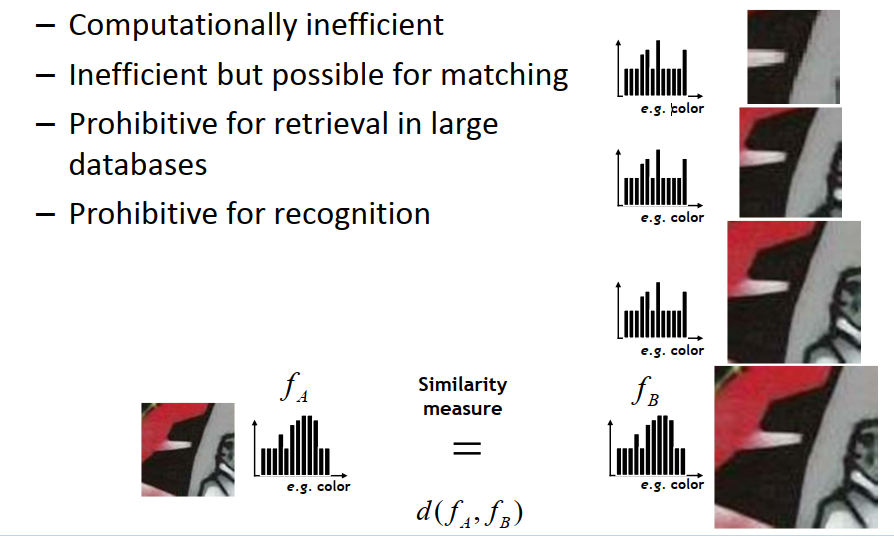 – Computationally inefficient
– Inefficient but possible for matching
– Prohibitive for retrieval in large
databases
– Prohibitive for recognition
e.g. color
e.g. color
e.g. color
f_A
e.g. color
Similarity
measure
=
d(f_A, f_B)
f_B
e.g. color